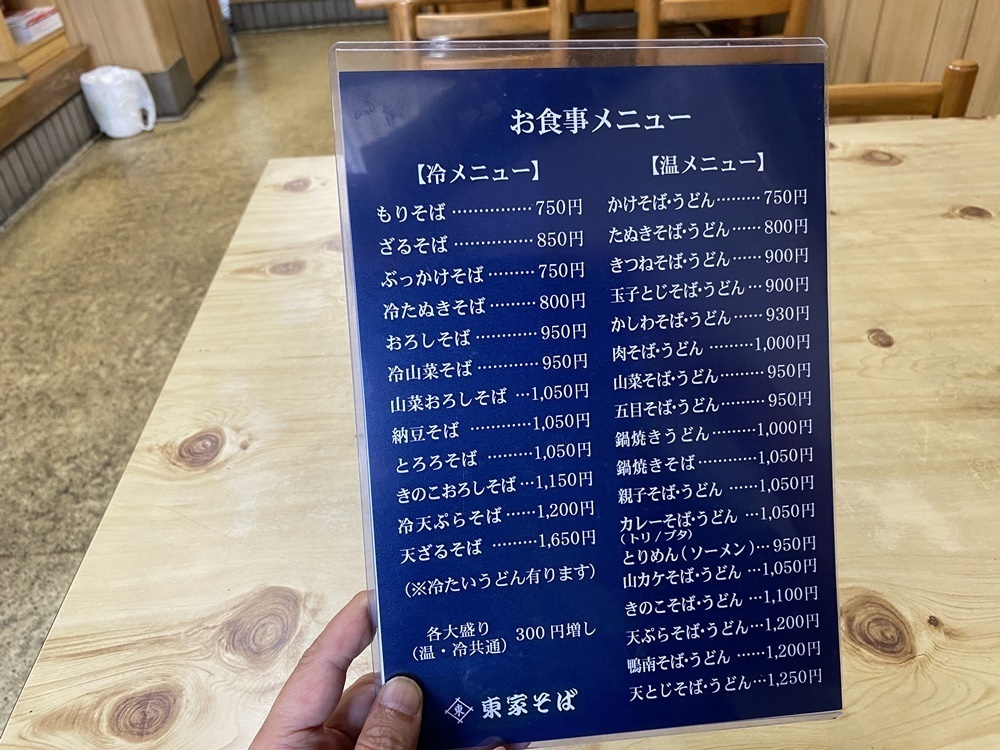 お食事メニュー
【冷メニュー】
もりそば……………750円
ざるそば……………850円
ぶっかけそば………750円
冷たぬきそば………800円
おろしそば…………950円
冷山菜そば…………950円
山菜おろしそば…1,050円
納豆そば…………1,050円
とろろそば………1,050円
きのこおろしそば…1,150円
冷天ぷらそば……1,200円
天ざるそば………1,650円
(※冷たいうどん有ります)
各大盛り
(温・冷共通)
300円増し
東
東家そば
【温メニュー】
かけそば・うどん………750円
たぬきそば・うどん……800円
きつねそば・うどん……900円
玉子とじそば・うどん…900円
かしわそば・うどん……930円
肉そば・うどん………1,000円
山菜そば・うどん………950円
五目そば・うどん………950円
鍋焼きうどん………1,000円
鍋焼きそば…………1,050円
親子そば・うどん……1,050円
カレーそば・うどん…1,050円
(トリ/ブタ)
とりめん(ソーメン)…950円
山カケそば・うどん…1,050円
きのこそば・うどん…1,100円
天ぷらそば・うどん…1,200円
鴨南そば・うどん……1,200円
天とじそば・うどん…1,250円